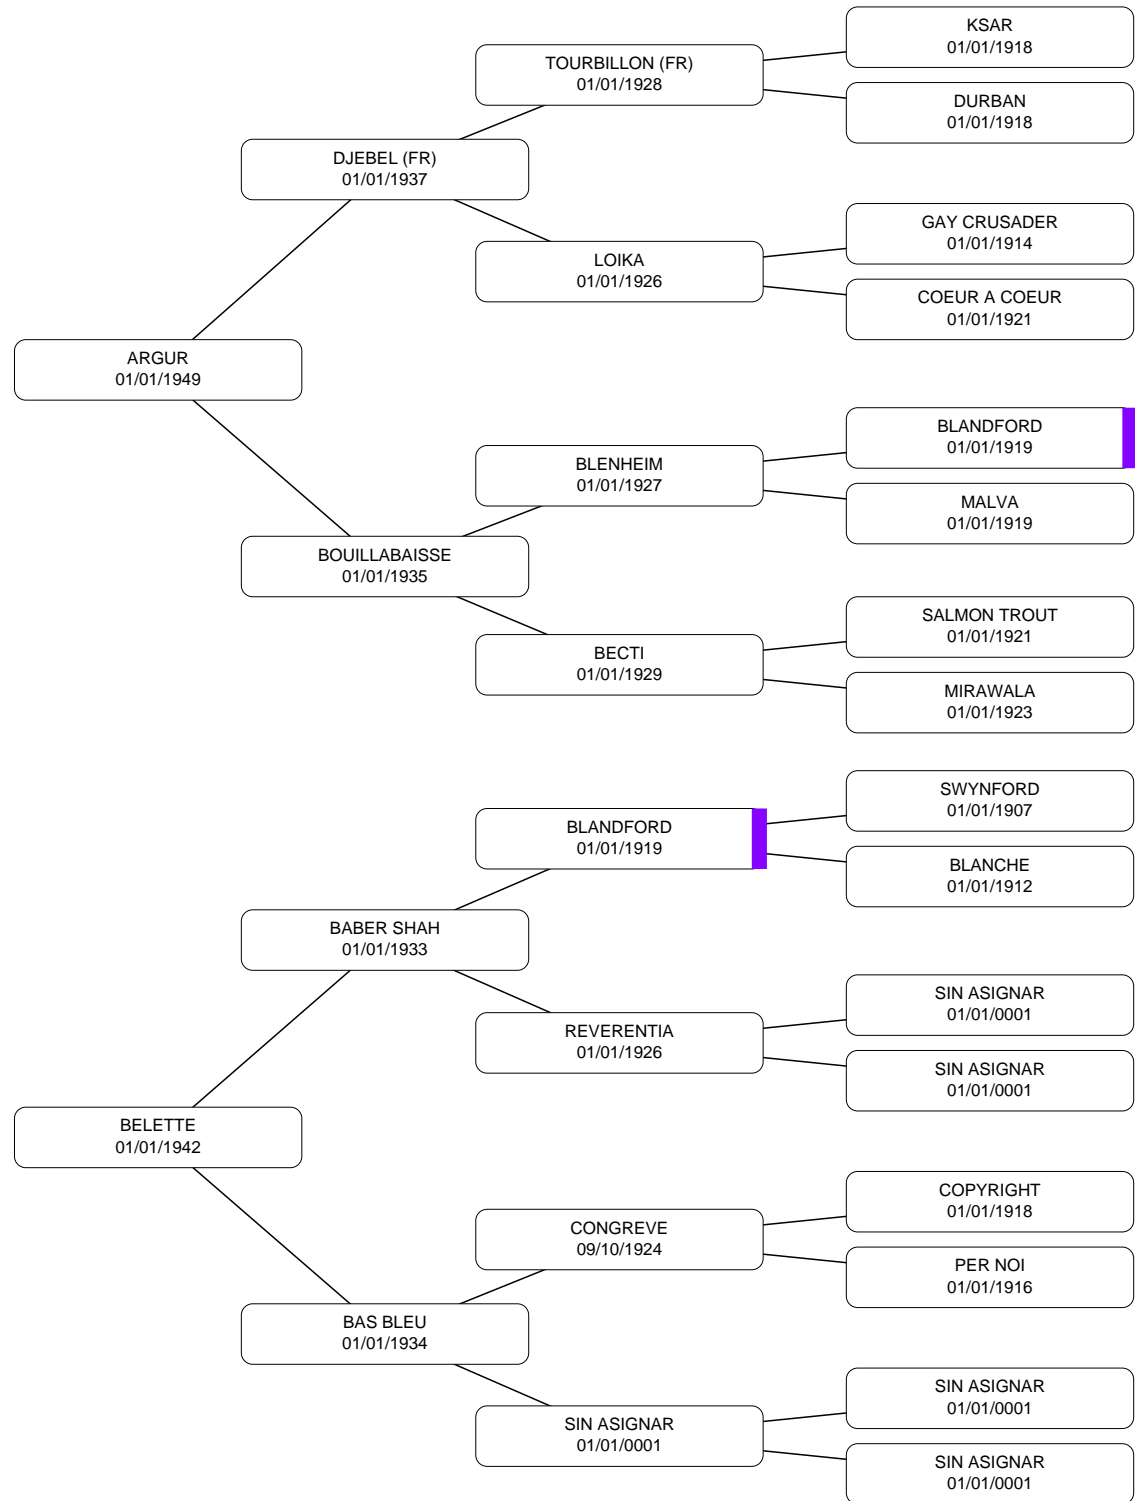 KSAR
01/01/1918
TOURBILLON (FR)
01/01/1928
DURBAN
01/01/1918
DJEBEL (FR)
01/01/1937
GAY CRUSADER
01/01/1914
LOIKA
01/01/1926
COEUR A COEUR
01/01/1921
ARGUR
01/01/1949
BLANDFORD
01/01/1919
BLENHEIM
01/01/1927
MALVA
01/01/1919
BOUILLABAISSE
01/01/1935
SALMON TROUT
01/01/1921
BECTI
01/01/1929
MIRAWALA
01/01/1923
SWYNFORD
01/01/1907
BLANDFORD
01/01/1919
BLANCHE
01/01/1912
BABER SHAH
01/01/1933
SIN ASIGNAR
01/01/0001
REVERENTIA
01/01/1926
SIN ASIGNAR
01/01/0001
BELETTE
01/01/1942
COPYRIGHT
01/01/1918
CONGREVE
09/10/1924
PER NOI
01/01/1916
BAS BLEU
01/01/1934
SIN ASIGNAR
01/01/0001
SIN ASIGNAR
01/01/0001
SIN ASIGNAR
01/01/0001